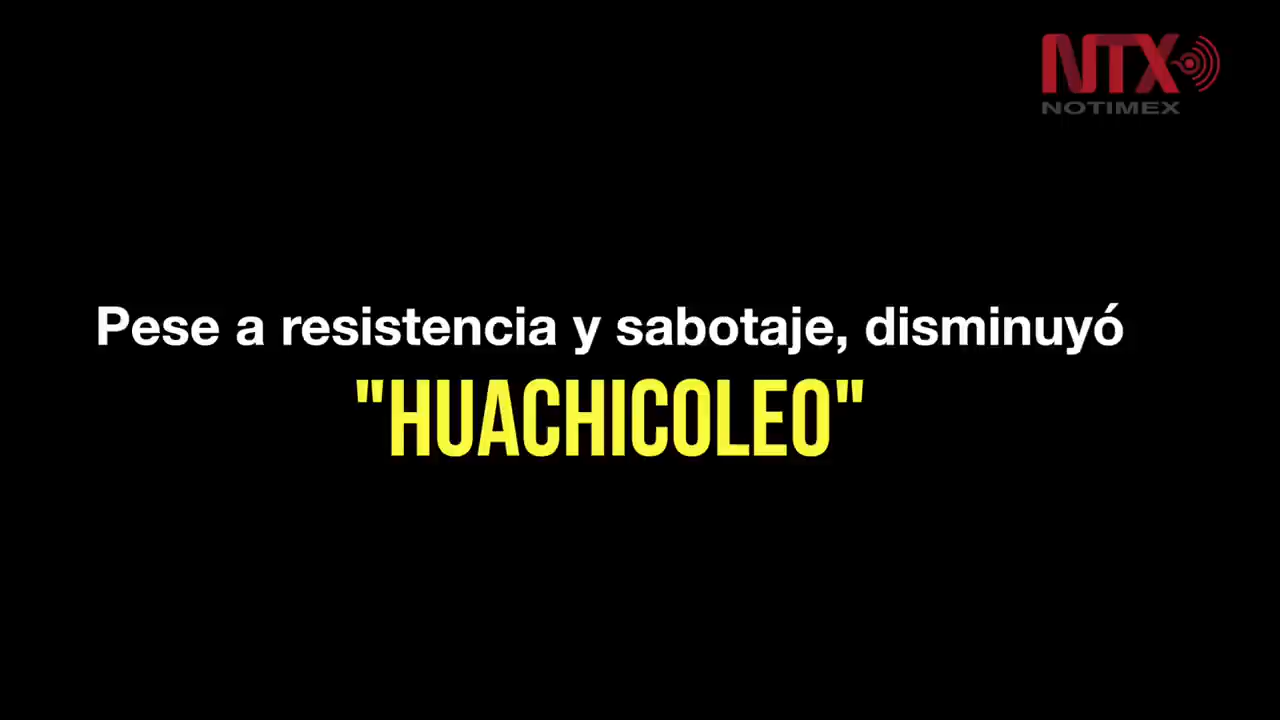 NTX
NOTIMEX
Pese a resistencia y sabotaje, disminuyó
"HUACHICOLEO"